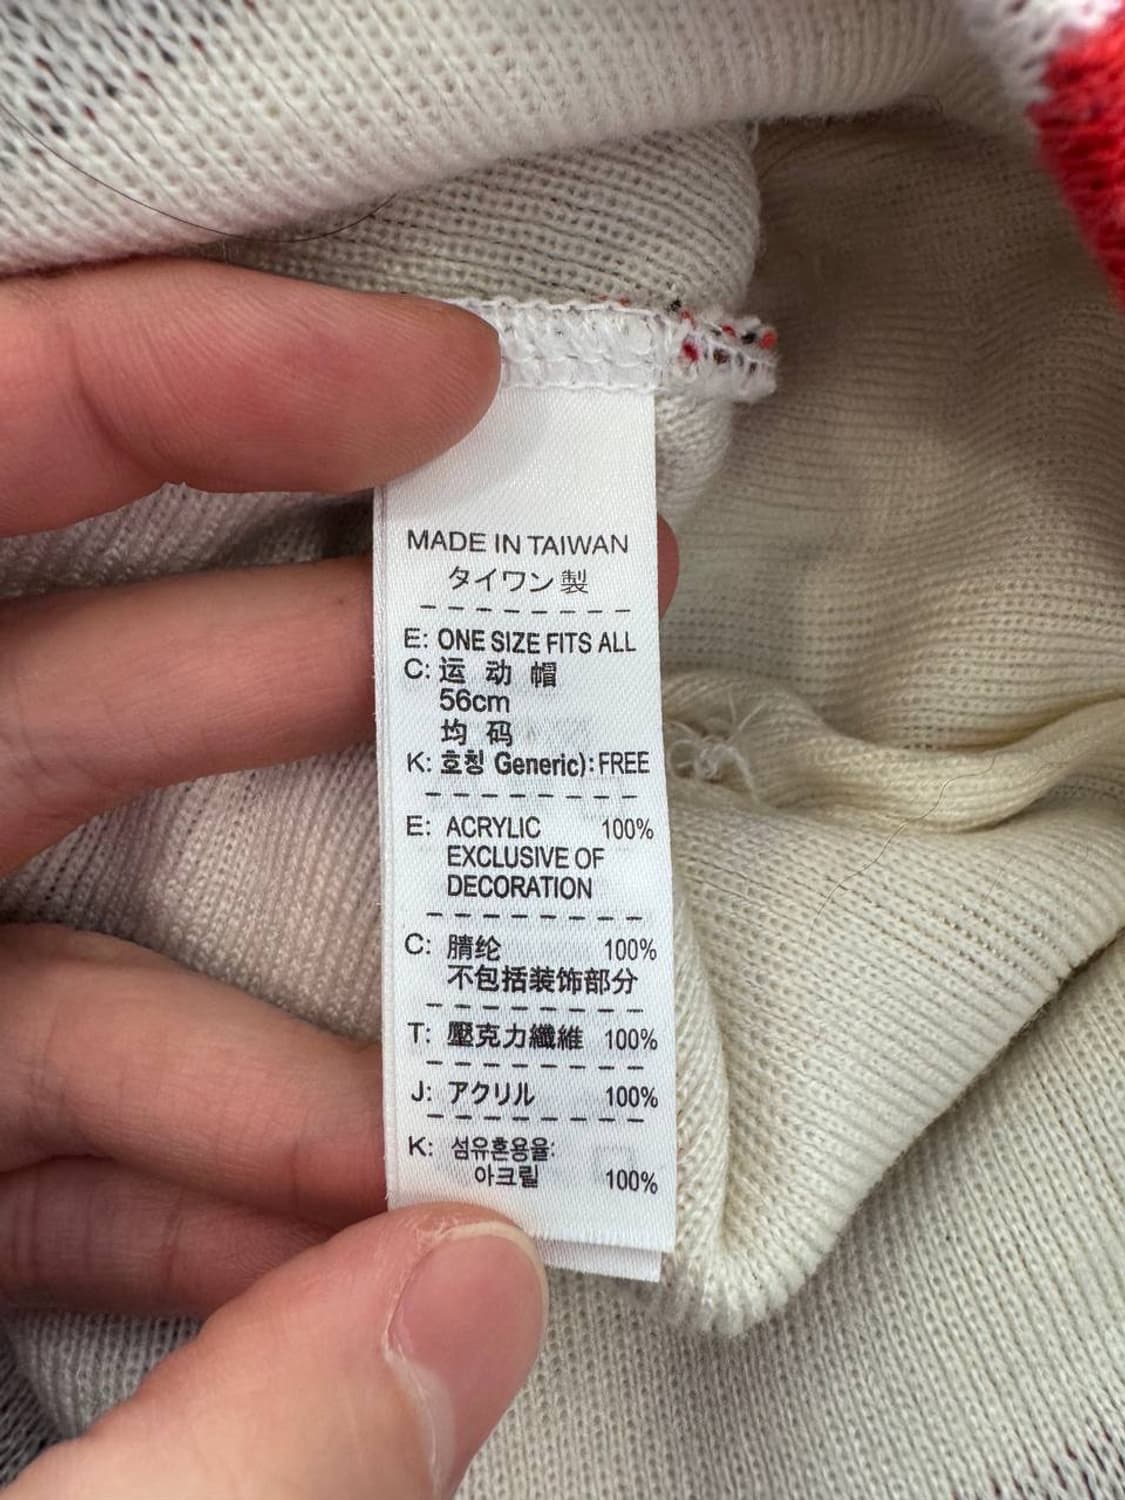 MADE IN TAIWAN
タイワン製
E: ONE SIZE FITS ALL
C: 运动帽
56cm
均码
K: 호칭 Generic): FREE
E: ACRYLIC 100%
EXCLUSIVE OF
DECORATION
C: 腈纶 100%
不包括装饰部分
T: 壓克力纖維 100%
J: アクリル 100%
K: 섬유혼용율:
아크릴 100%